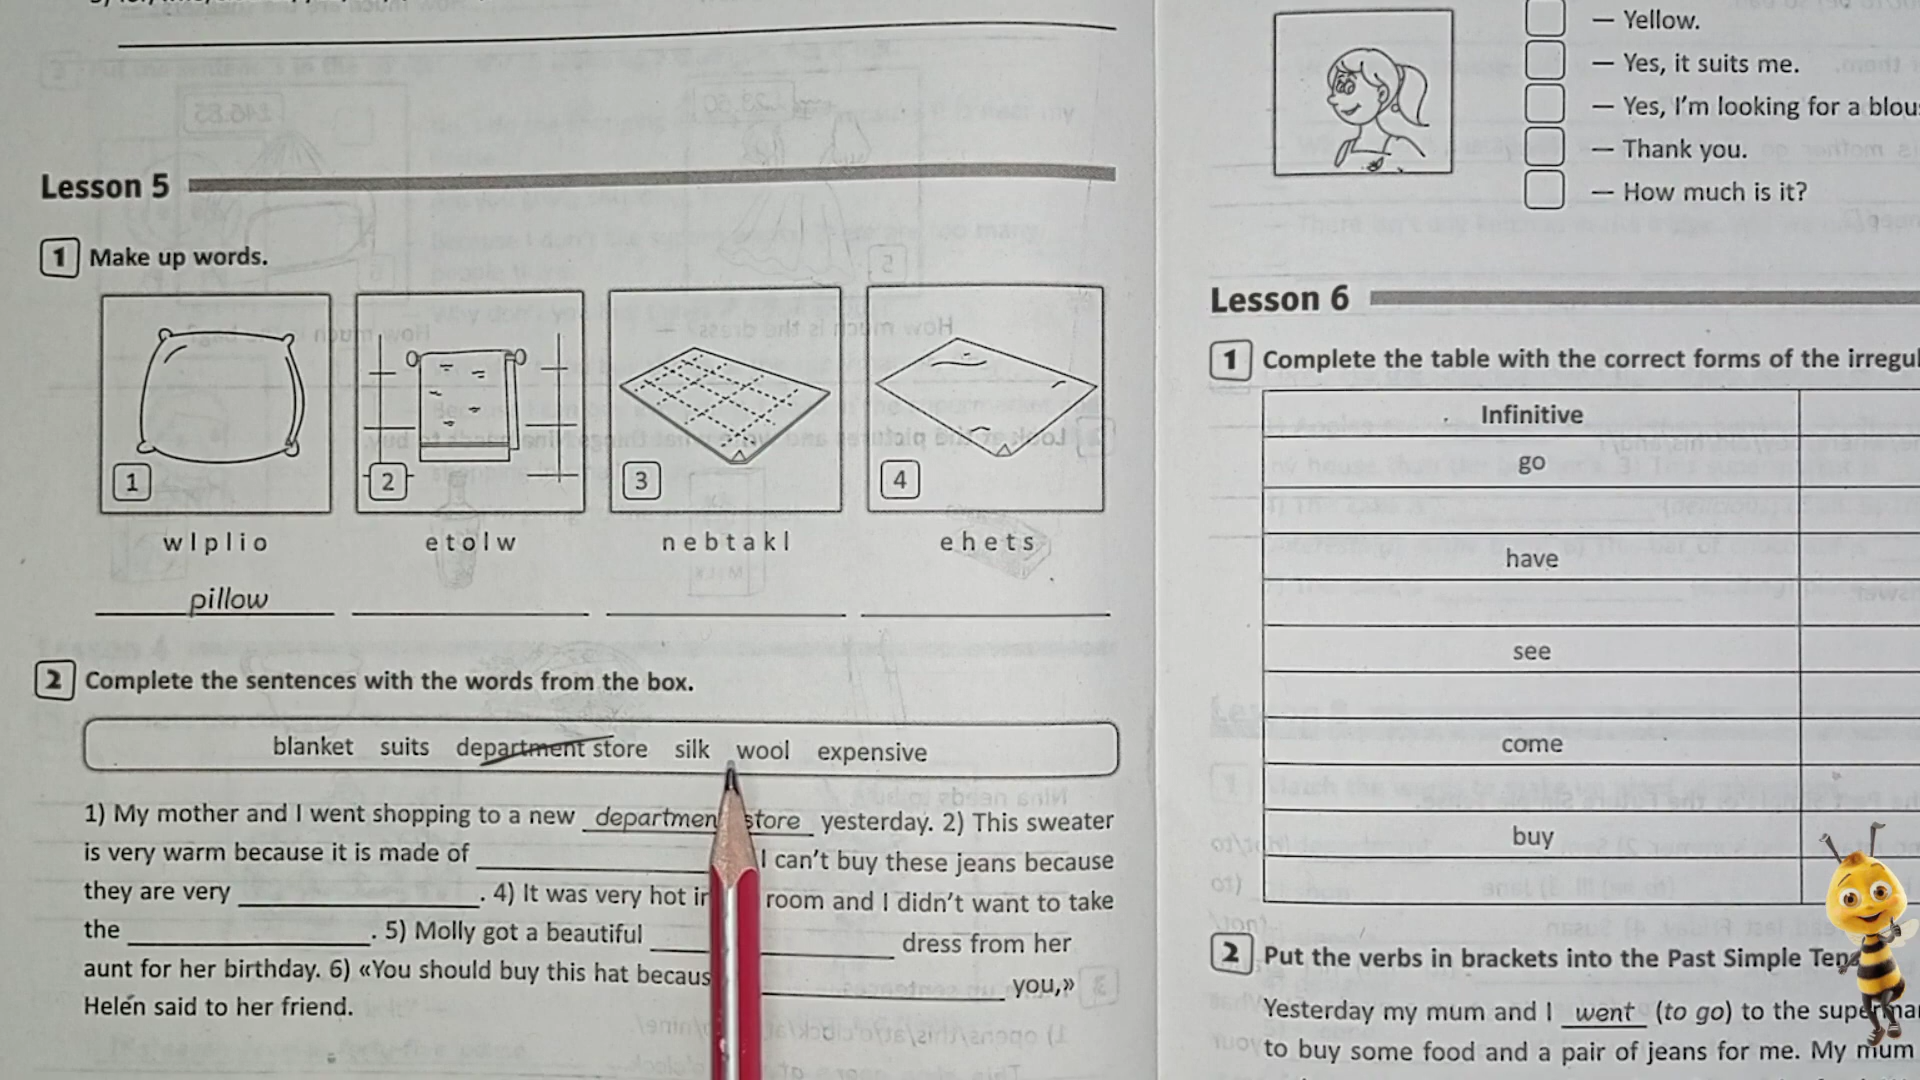 Lesson 5
1 Make up words.
1 2 3 4
wlplio etolw nebtakl ehets
pillow
2 Complete the sentences with the words from the box.
blanket suits department store silk wool expensive
1) My mother and I went shopping to a new department store yesterday. 2) This sweater
is very warm because it is made of I can't buy these jeans because
they are very . 4) It was very hot in room and I didn't want to take
the . 5) Molly got a beautiful dress from her
aunt for her birthday. 6) «You should buy this hat becaus you,»
Helen said to her friend.
— Yellow.
— Yes, it suits me.
— Yes, I'm looking for a
— Thank you.
— How much is it?
Lesson 6
1 Complete the table with the correct forms of the
Infinitive
go
have
see
come
buy
2 Put the verbs in brackets into the Past Simple
Yesterday my mum and I went (to go) to the
to buy some food and a pair of jeans for me. My mum